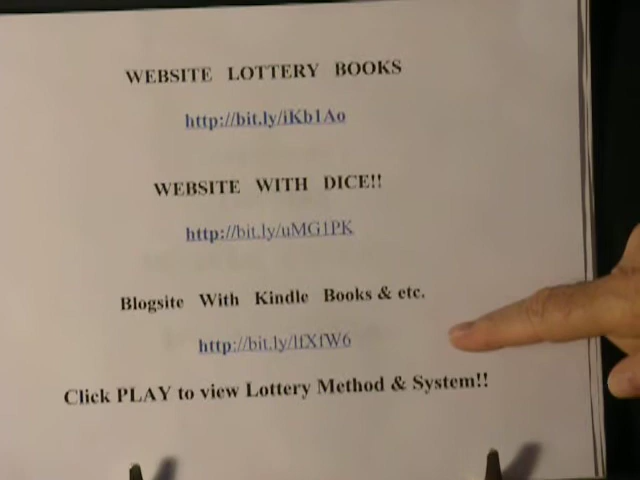 WEBSITE LOTTERY BOOKS
http://bit.ly/iKb1Ao
WEBSITE WITH DICE!!
http://bit.ly/uMG1PK
Blogsite With Kindle Books & etc.
http://bit.ly/lfXfW6
Click PLAY to view Lottery Method & System!!